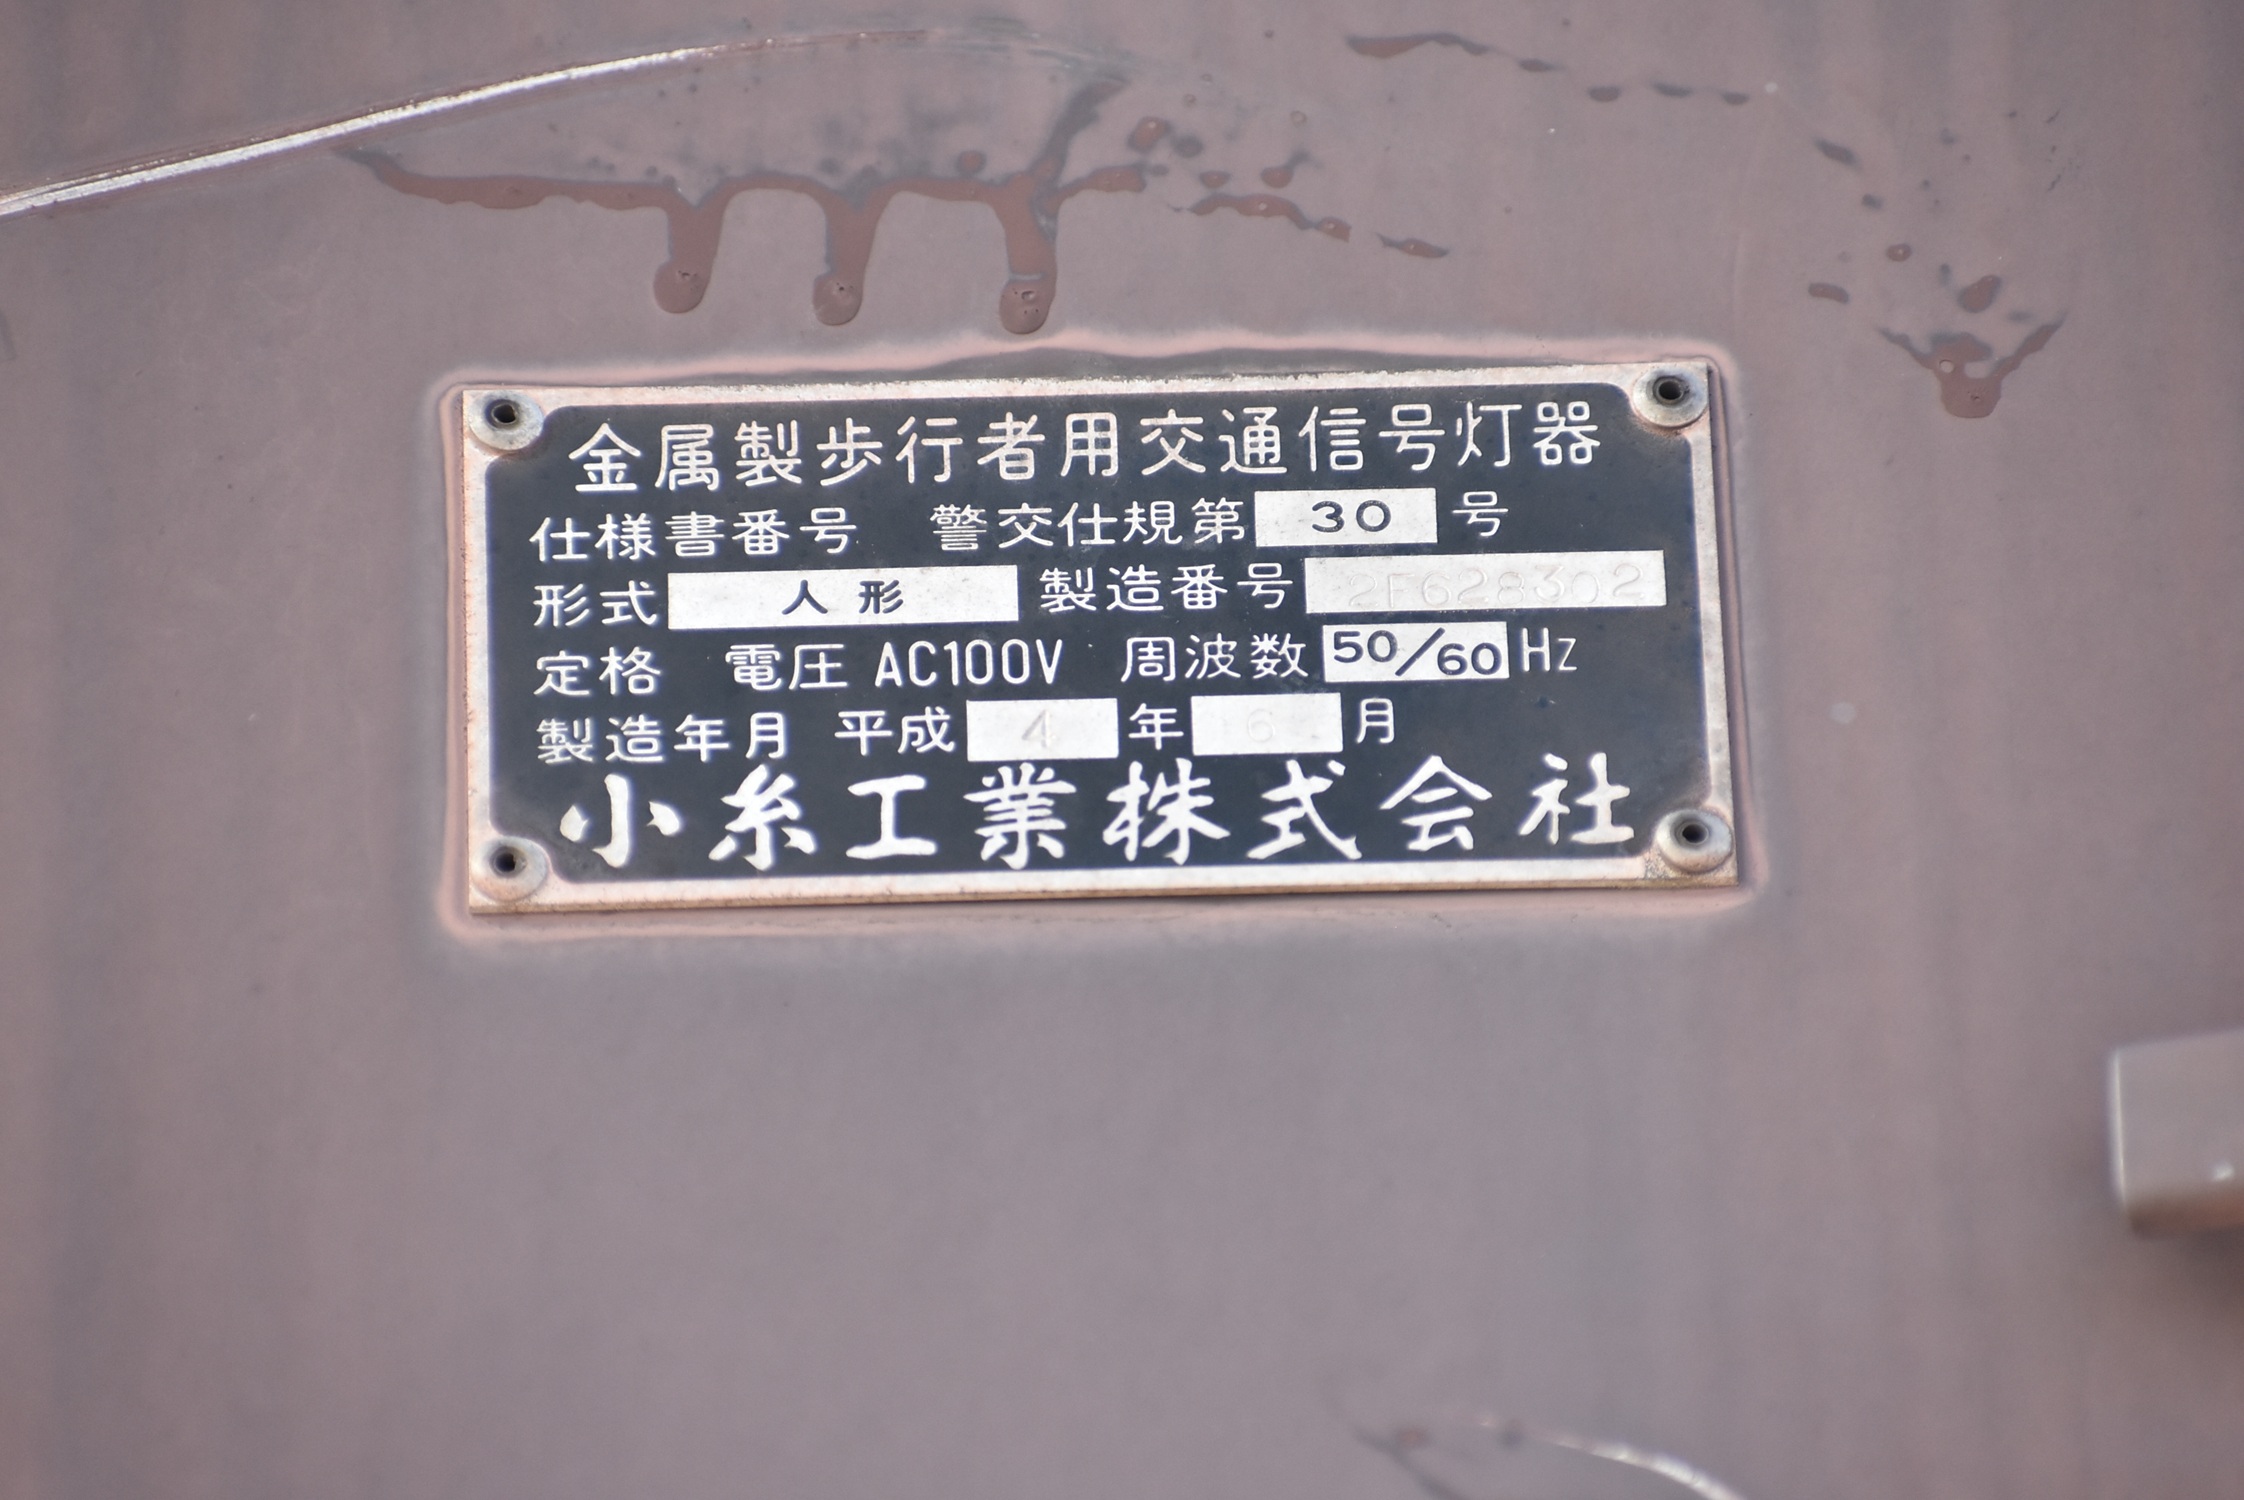 金属製歩行者用交通信号灯器
仕様書番号 警交仕規第 30 号
形式 人形 製造番号 2F628302
定格 電圧 AC100V 周波数 50/60 Hz
製造年月 平成 4 年 6 月
小糸工業株式会社